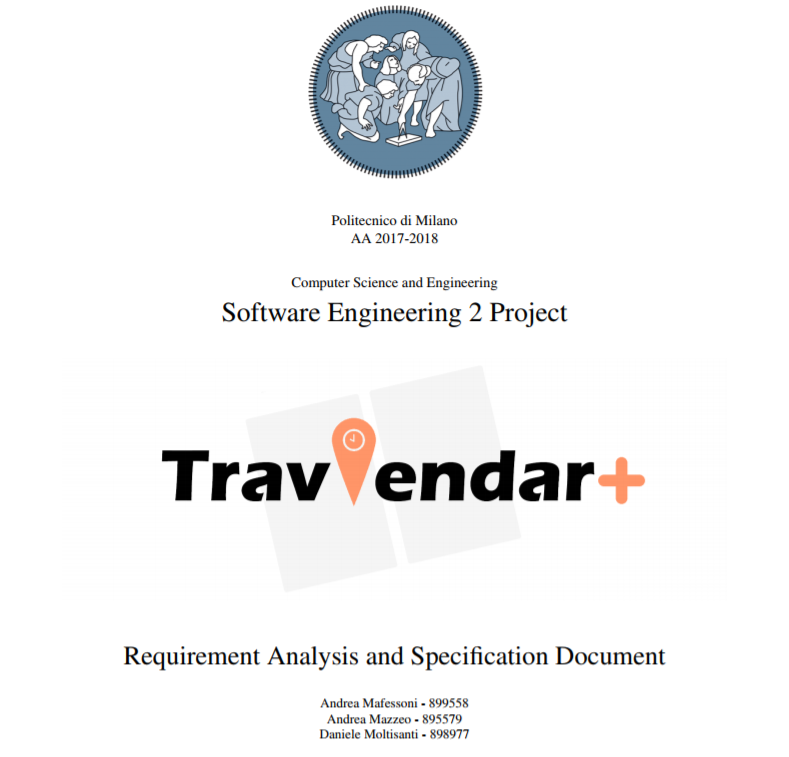 Politecnico di Milano
AA 2017-2018
Computer Science and Engineering
Software Engineering 2 Project
Travlendar+
Requirement Analysis and Specification Document
Andrea Mafessoni - 899558
Andrea Mazzeo - 895579
Daniele Moltisanti - 898977